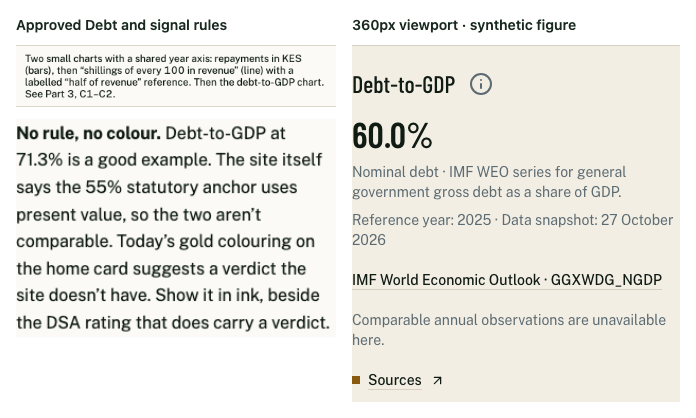 Approved Debt and signal rules
Two small charts with a shared year axis: repayments in KES
(bars), then “shillings of every 100 in revenue” (line) with a
labelled “half of revenue” reference. Then the debt-to-GDP chart.
See Part 3, C1–C2.
No rule, no colour. Debt-to-GDP at
71.3% is a good example. The site itself
says the 55% statutory anchor uses
present value, so the two aren’t
comparable. Today’s gold colouring on
the home card suggests a verdict the
site doesn’t have. Show it in ink, beside
the DSA rating that does carry a verdict.
360px viewport · synthetic figure
Debt-to-GDP
60.0%
Nominal debt · IMF WEO series for general
government gross debt as a share of GDP.
Reference year: 2025 · Data snapshot: 27 October
2026
IMF World Economic Outlook · GGXWDG_NGDP
Comparable annual observations are unavailable
here.
Sources ↗